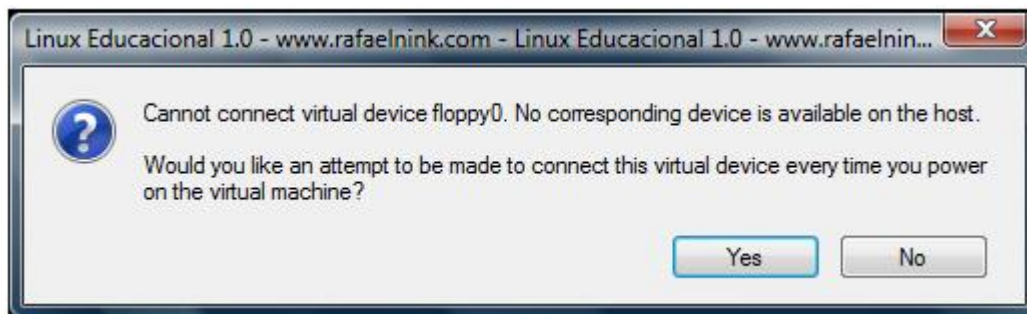 Linux Educacional 1.0 - www.rafaelnink.com - Linux Educacional 1.0 - www.rafaelnin...
Cannot connect virtual device floppy0. No corresponding device is available on the host.
Would you like an attempt to be made to connect this virtual device every time you power
on the virtual machine?
Yes
No